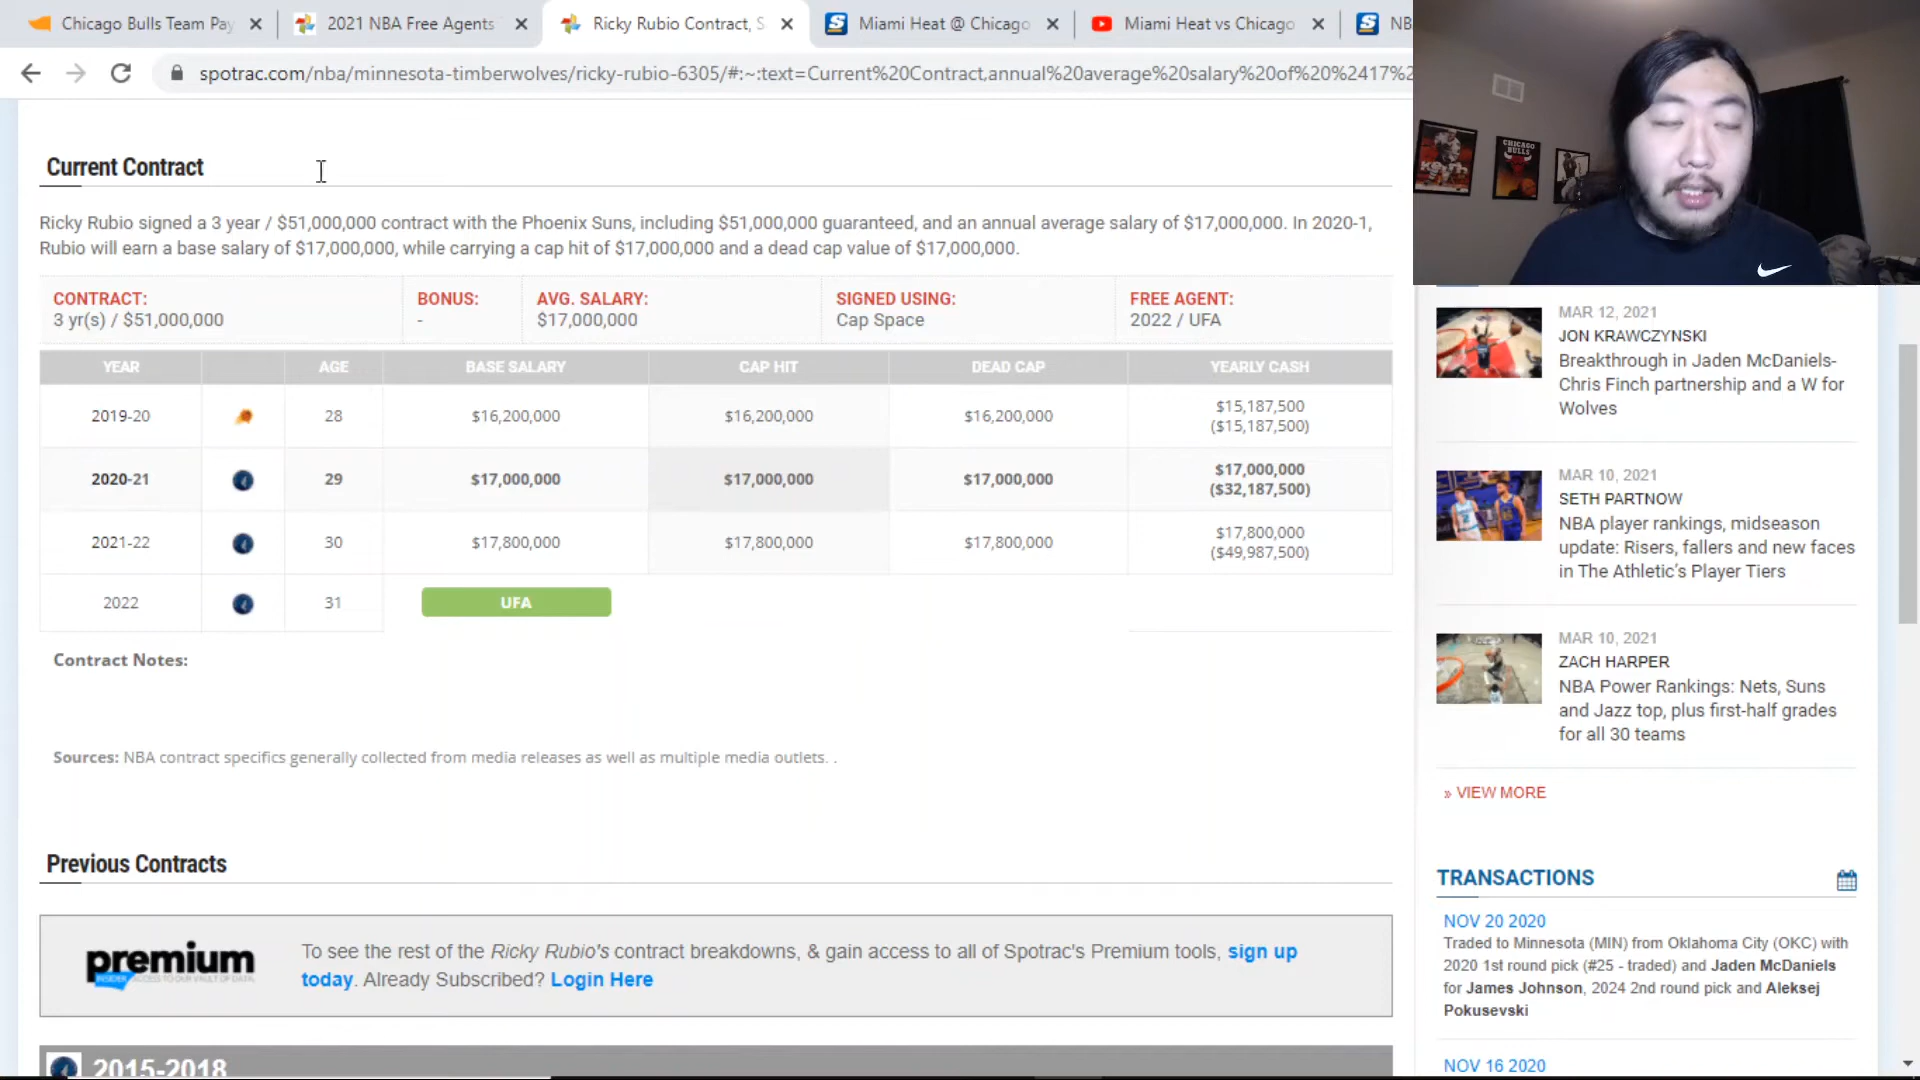 Chicago Bulls Team Pay
2021 NBA Free Agents
Ricky Rubio Contract, S
Miami Heat @ Chicago
Miami Heat vs Chicago
NB
spotrac.com/nba/minnesota-timberwolves/ricky-rubio-6305/#:~:text=Current%20Contract,annual%20average%20salary%20of%20%2417%2
CHICAGO
BULLS
Current Contract
Ricky Rubio signed a 3 year / $51,000,000 contract with the Phoenix Suns, including $51,000,000 guaranteed, and an annual average salary of $17,000,000. In 2020-1,
Rubio will earn a base salary of $17,000,000, while carrying a cap hit of $17,000,000 and a dead cap value of $17,000,000.
CONTRACT: BONUS: AVG. SALARY: SIGNED USING: FREE AGENT:
3 yr(s) / $51,000,000 - $17,000,000 Cap Space 2022 / UFA
YEAR AGE BASE SALARY CAP HIT DEAD CAP YEARLY CASH
2019-20 28 $16,200,000 $16,200,000 $16,200,000 $15,187,500
($15,187,500)
2020-21 29 $17,000,000 $17,000,000 $17,000,000 $17,000,000
($32,187,500)
2021-22 30 $17,800,000 $17,800,000 $17,800,000 $17,800,000
($49,987,500)
2022 31 UFA
Contract Notes:
Sources: NBA contract specifics generally collected from media releases as well as multiple media outlets. .
Previous Contracts
premium
To see the rest of the Ricky Rubio's contract breakdowns, & gain access to all of Spotrac's Premium tools, sign up
today. Already Subscribed? Login Here
2015-2018
MAR 12, 2021
JON KRAWCZYNSKI
Breakthrough in Jaden McDaniels-
Chris Finch partnership and a W for
Wolves
MAR 10, 2021
SETH PARTNOW
NBA player rankings, midseason
update: Risers, fallers and new faces
in The Athletic's Player Tiers
MAR 10, 2021
ZACH HARPER
NBA Power Rankings: Nets, Suns
and Jazz top, plus first-half grades
for all 30 teams
» VIEW MORE
TRANSACTIONS
NOV 20 2020
Traded to Minnesota (MIN) from Oklahoma City (OKC) with
2020 1st round pick (#25 - traded) and Jaden McDaniels
for James Johnson, 2024 2nd round pick and Aleksej
Pokusevski
NOV 16 2020